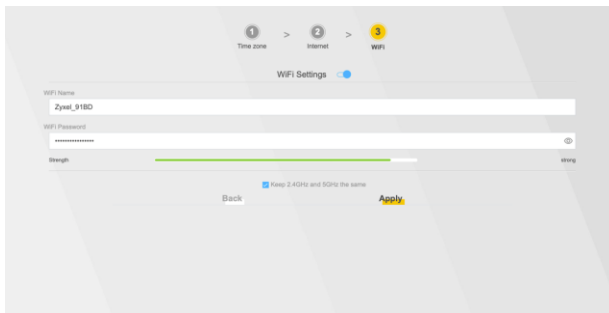 1 > 2 > 3
Time zone Internet WiFi
WiFi Settings
WiFi Name
Zyxel_91BD
WiFi Password
••••••••••••••••
Strength strong
Keep 2.4GHz and 5GHz the same
Back Apply